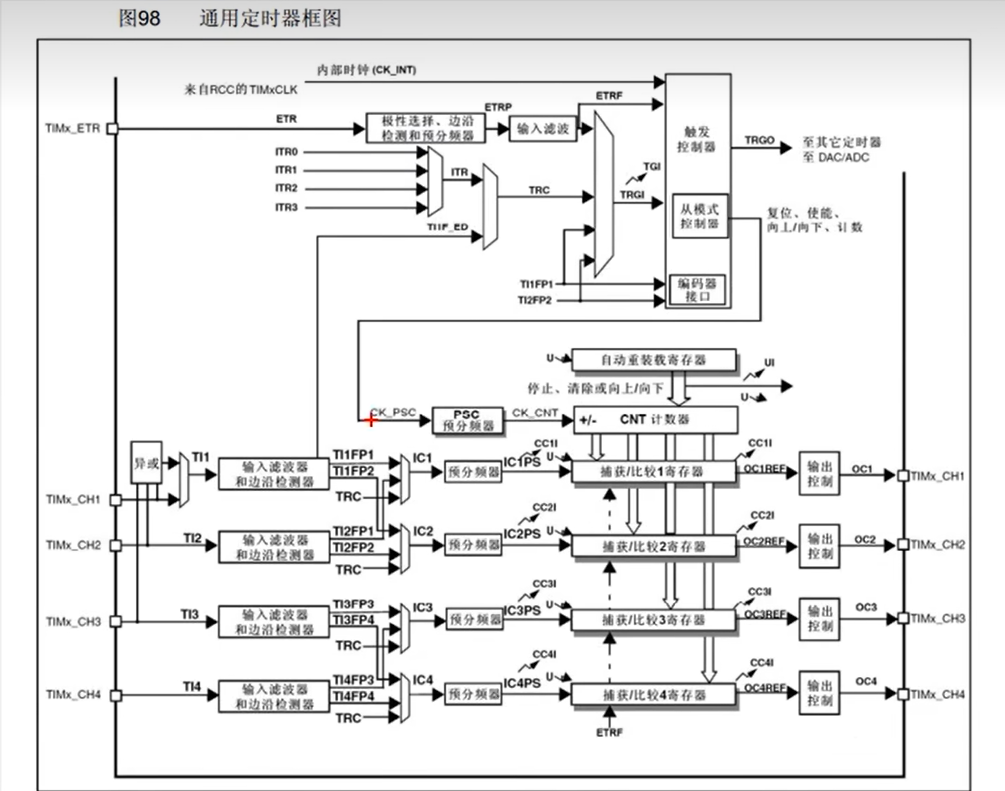 图98 通用定时器框图
内部时钟 (CK_INT)
来自RCC的 TIMxCLK
ETRF
ETRP
ETR
TIMx_ETR
极性选择、边沿
检测和预分频器
输入滤波
触发
控制器
TRGO
至其它定时器
至 DAC/ADC
ITR0
ITR1
ITR2
ITR3
ITR
TRC
TGI
TRGI
TI1F_ED
从模式
控制器
复位、使能、
向上/向下、计数
TI1FP1
TI2FP2
编码器
接口
U
自动重装载寄存器
UI
停止、清除或向上/向下
U
CK_PSC
PSC
预分频器
CK_CNT
+/- CNT 计数器
异或
TI1
输入滤波器
和边沿检测器
TI1FP1
TI1FP2
TRC
IC1
预分频器
CC1I
IC1PS
U
捕获/比较1寄存器
CC1I
OC1REF
输出
控制
OC1
TIMx_CH1
TIMx_CH1
TIMx_CH2
TI2
输入滤波器
和边沿检测器
TI2FP1
TI2FP2
TRC
IC2
预分频器
CC2I
IC2PS
U
捕获/比较2寄存器
CC2I
OC2REF
输出
控制
OC2
TIMx_CH2
TIMx_CH3
TI3
输入滤波器
和边沿检测器
TI3FP3
TI3FP4
TRC
IC3
预分频器
CC3I
IC3PS
U
捕获/比较3寄存器
CC3I
OC3REF
输出
控制
OC3
TIMx_CH3
TIMx_CH4
TI4
输入滤波器
和边沿检测器
TI4FP3
TI4FP4
TRC
IC4
预分频器
CC4I
IC4PS
U
捕获/比较4寄存器
CC4I
OC4REF
输出
控制
OC4
TIMx_CH4
ETRF